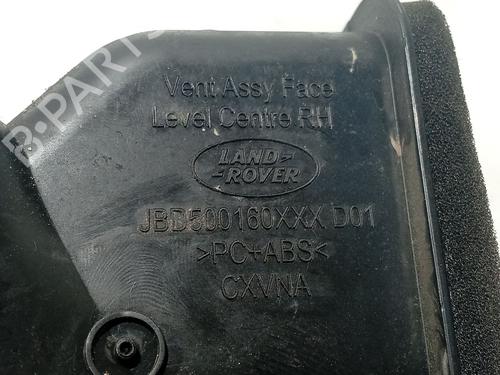 B-PARTS
Vent Assy Face
Level Centre RH
LAND-
ROVER
JBD500160XXX D01
>PC+ABS<
CXVNA